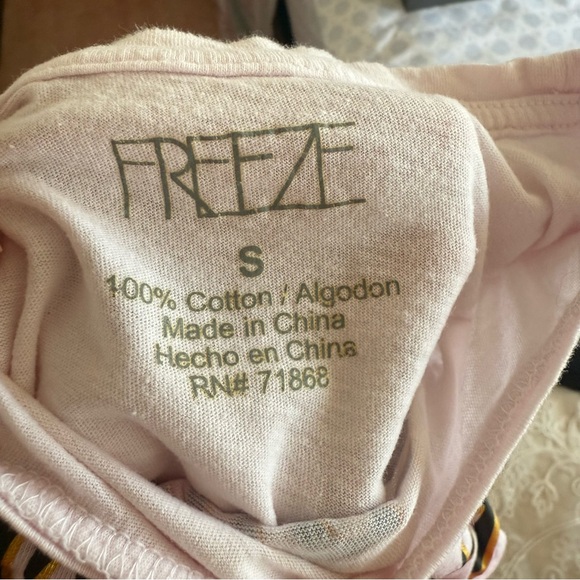 FREEZE
S
100% Cotton / Algodon
Made in China
Hecho en China
RN# 71868